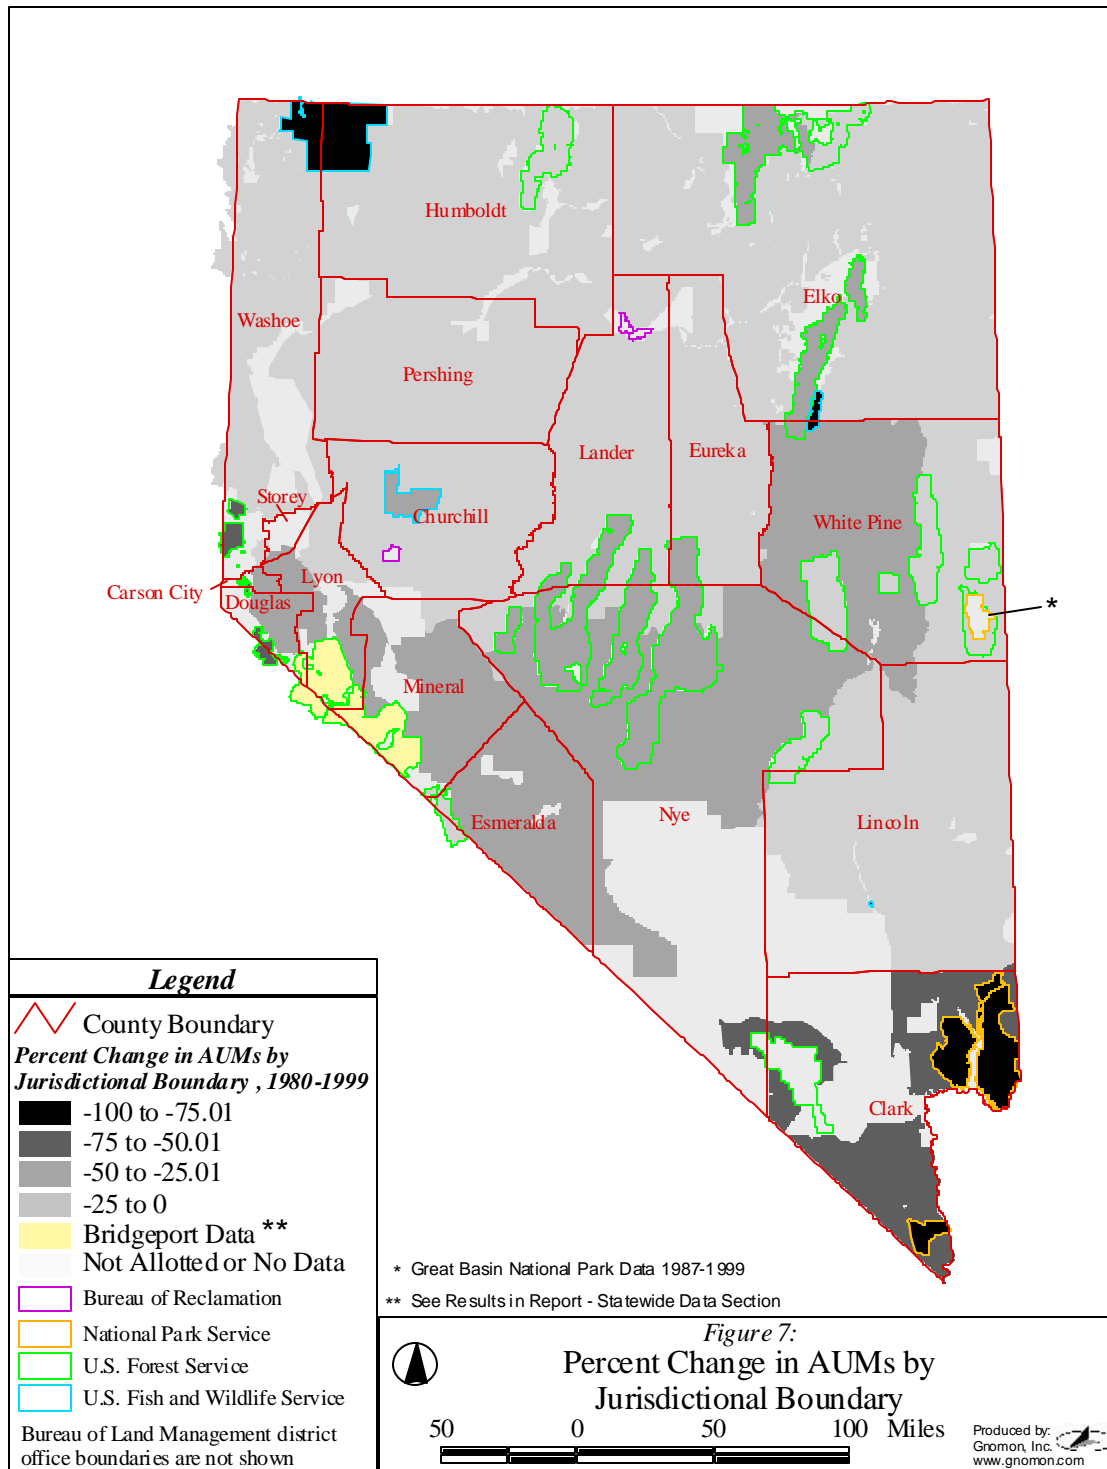 Humboldt
Elko
Washoe
Pershing
Lander
Eureka
Storey
Churchill
White Pine
Carson City
Lyon
Douglas
*
Mineral
Nye
Esmeralda
Lincoln
Clark
Legend
County Boundary
Percent Change in AUMs by
Jurisdictional Boundary , 1980-1999
-100 to -75.01
-75 to -50.01
-50 to -25.01
-25 to 0
Bridgeport Data **
Not Allotted or No Data
Bureau of Reclamation
National Park Service
U.S. Forest Service
U.S. Fish and Wildlife Service
Bureau of Land Management district
office boundaries are not shown
* Great Basin National Park Data 1987-1999
** See Results in Report - Statewide Data Section
Figure 7:
Percent Change in AUMs by
Jurisdictional Boundary
50 0 50 100 Miles
Produced by:
Gnomon, Inc.
www.gnomon.com